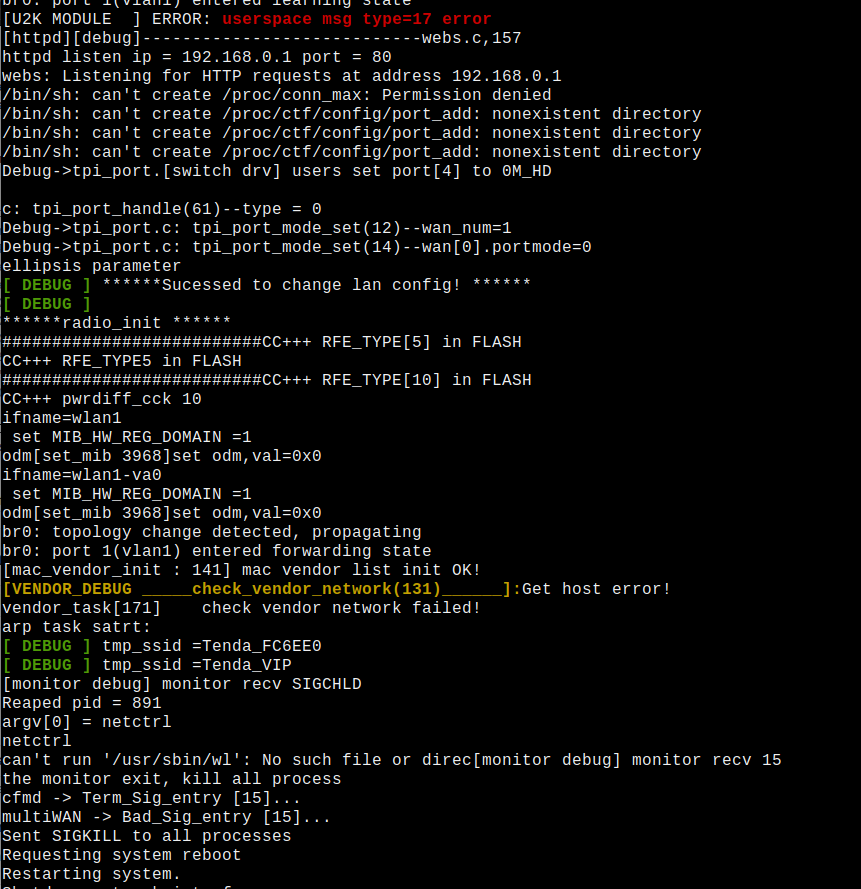 br0: port 1(vlan1) entered learning state
[U2K MODULE  ] ERROR: userspace msg type=17 error
[httpd][debug]----------------------------webs.c,157
httpd listen ip = 192.168.0.1 port = 80
webs: Listening for HTTP requests at address 192.168.0.1
/bin/sh: can't create /proc/conn_max: Permission denied
/bin/sh: can't create /proc/ctf/config/port_add: nonexistent directory
/bin/sh: can't create /proc/ctf/config/port_add: nonexistent directory
/bin/sh: can't create /proc/ctf/config/port_add: nonexistent directory
Debug->tpi_port.[switch drv] users set port[4] to 0M_HD
c: tpi_port_handle(61)--type = 0
Debug->tpi_port.c: tpi_port_mode_set(12)--wan_num=1
Debug->tpi_port.c: tpi_port_mode_set(14)--wan[0].portmode=0
ellipsis parameter
[ DEBUG ] ******Sucessed to change lan config! ******
[ DEBUG ]
******radio_init ******
##########################CC+++ RFE_TYPE[5] in FLASH
CC+++ RFE_TYPE5 in FLASH
##########################CC+++ RFE_TYPE[10] in FLASH
CC+++ pwrdiff_cck 10
ifname=wlan1
 set MIB_HW_REG_DOMAIN =1
odm[set_mib 3968]set odm,val=0x0
ifname=wlan1-va0
 set MIB_HW_REG_DOMAIN =1
odm[set_mib 3968]set odm,val=0x0
br0: topology change detected, propagating
br0: port 1(vlan1) entered forwarding state
[mac_vendor_init : 141] mac vendor list init OK!
[VENDOR_DEBUG _____check_vendor_network(131)______]:Get host error!
vendor_task[171]    check vendor network failed!
arp task satrt:
[ DEBUG ] tmp_ssid =Tenda_FC6EE0
[ DEBUG ] tmp_ssid =Tenda_VIP
[monitor debug] monitor recv SIGCHLD
Reaped pid = 891
argv[0] = netctrl
netctrl
can't run '/usr/sbin/wl': No such file or direc[monitor debug] monitor recv 15
the monitor exit, kill all process
cfmd -> Term_Sig_entry [15]...
multiWAN -> Bad_Sig_entry [15]...
Sent SIGKILL to all processes
Requesting system reboot
Restarting system.